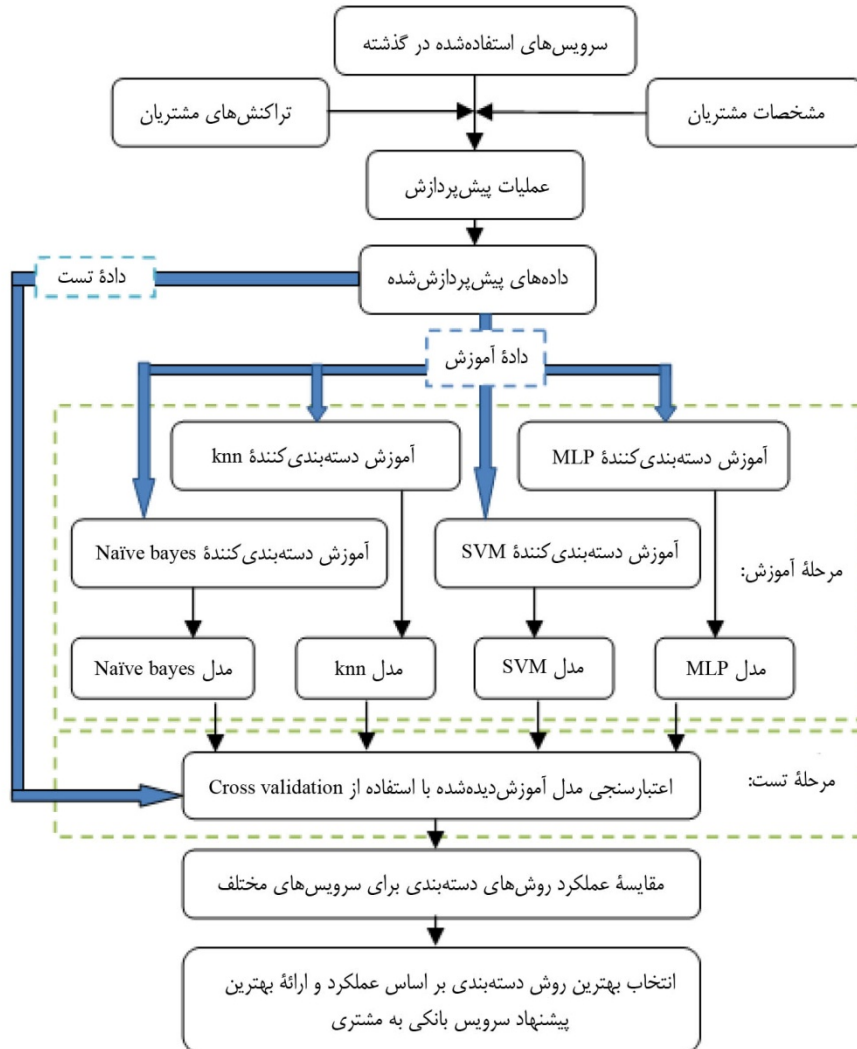 سرویس‌های استفاده‌شده در گذشته
مشخصات مشتریان
تراکنش‌های مشتریان
عملیات پیش‌پردازش
داده‌های پیش‌پردازش‌شده
دادهٔ تست
دادهٔ آموزش
آموزش دسته‌بندی‌کنندهٔ MLP
آموزش دسته‌بندی‌کنندهٔ knn
آموزش دسته‌بندی‌کنندهٔ SVM
آموزش دسته‌بندی‌کنندهٔ Naïve bayes
مرحلهٔ آموزش:
مدل MLP
مدل SVM
مدل knn
مدل Naïve bayes
مرحلهٔ تست:
اعتبارسنجی مدل آموزش‌دیده‌شده با استفاده از Cross validation
مقایسهٔ عملکرد روش‌های دسته‌بندی برای سرویس‌های مختلف
انتخاب بهترین روش دسته‌بندی بر اساس عملکرد و ارائهٔ بهترین
پیشنهاد سرویس بانکی به مشتری